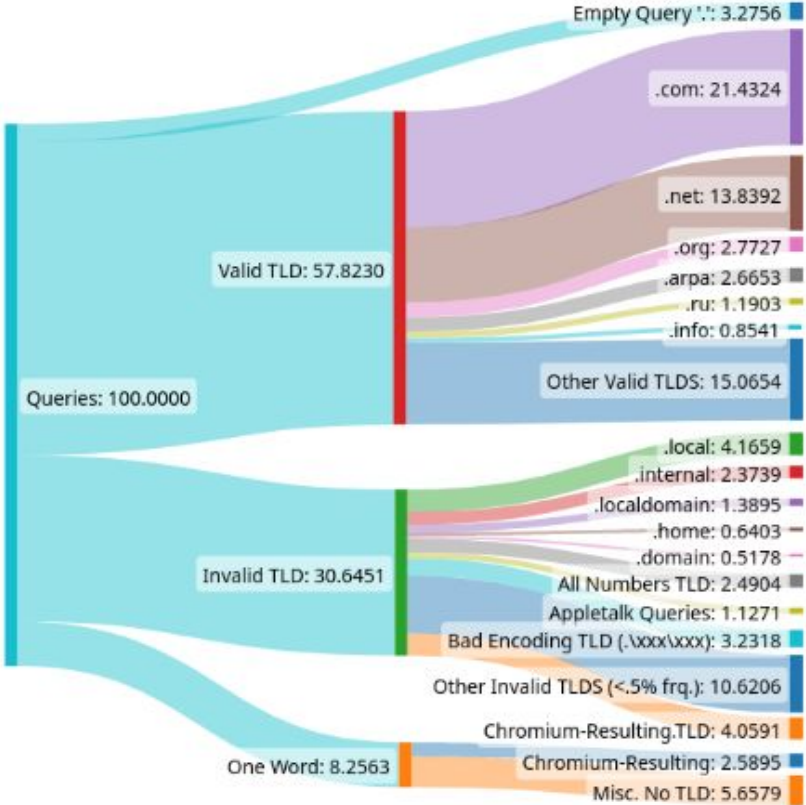 Empty Query '.': 3.2756
.com: 21.4324
.net: 13.8392
.org: 2.7727
Valid TLD: 57.8230
.arpa: 2.6653
.ru: 1.1903
.info: 0.8541
Other Valid TLDS: 15.0654
Queries: 100.0000
.local: 4.1659
.internal: 2.3739
.localdomain: 1.3895
.home: 0.6403
.domain: 0.5178
Invalid TLD: 30.6451
All Numbers TLD: 2.4904
Appletalk Queries: 1.1271
Bad Encoding TLD (.\xxx\xxx): 3.2318
Other Invalid TLDS (<.5% frq.): 10.6206
Chromium-Resulting.TLD: 4.0591
Chromium-Resulting: 2.5895
One Word: 8.2563
Misc. No TLD: 5.6579